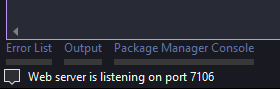 Error List Output Package Manager Console
Web server is listening on port 7106